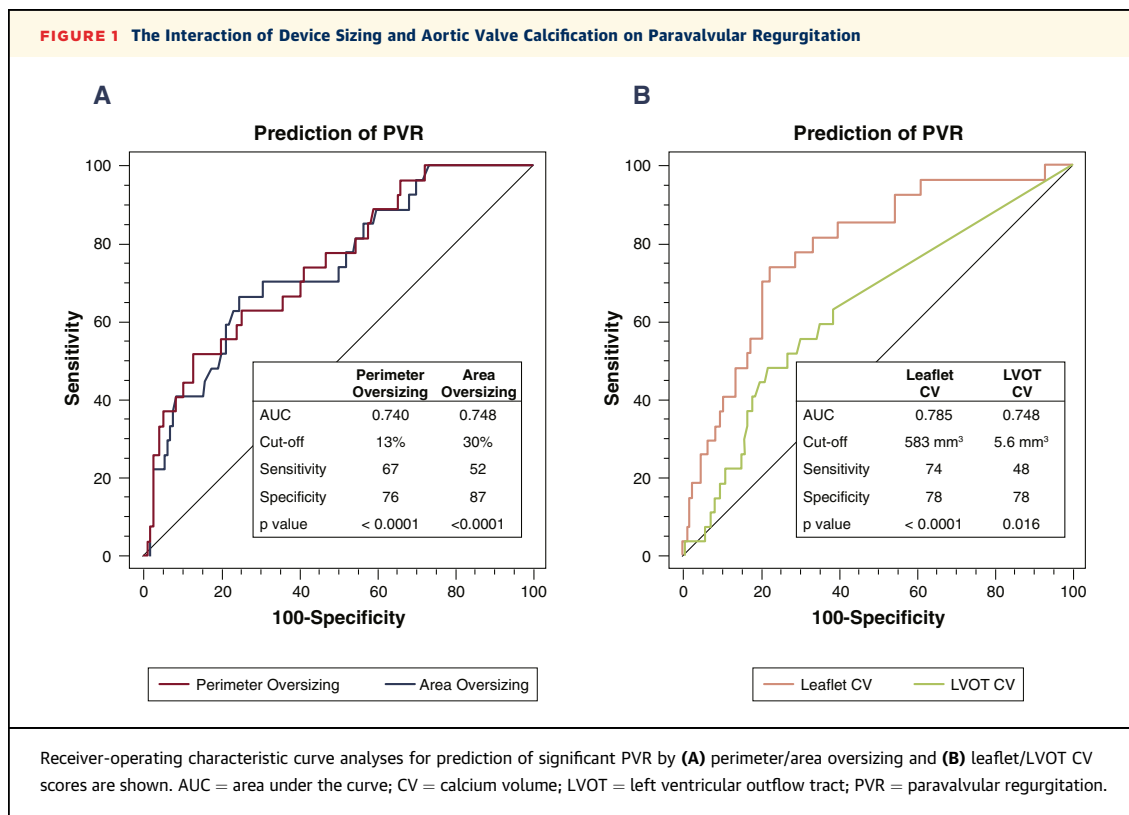 FIGURE 1 The Interaction of Device Sizing and Aortic Valve Calcification on Paravalvular Regurgitation
A
Prediction of PVR
100
80
60
40
20
0
Sensitivity
Perimeter Oversizing Area Oversizing
AUC 0.740 0.748
Cut-off 13% 30%
Sensitivity 67 52
Specificity 76 87
p value < 0.0001 <0.0001
0 20 40 60 80 100
100-Specificity
Perimeter Oversizing Area Oversizing
B
Prediction of PVR
100
80
60
40
20
0
Sensitivity
Leaflet CV LVOT CV
AUC 0.785 0.748
Cut-off 583 mm³ 5.6 mm³
Sensitivity 74 48
Specificity 78 78
p value < 0.0001 0.016
0 20 40 60 80 100
100-Specificity
Leaflet CV LVOT CV
Receiver-operating characteristic curve analyses for prediction of significant PVR by (A) perimeter/area oversizing and (B) leaflet/LVOT CV
scores are shown. AUC = area under the curve; CV = calcium volume; LVOT = left ventricular outflow tract; PVR = paravalvular regurgitation.